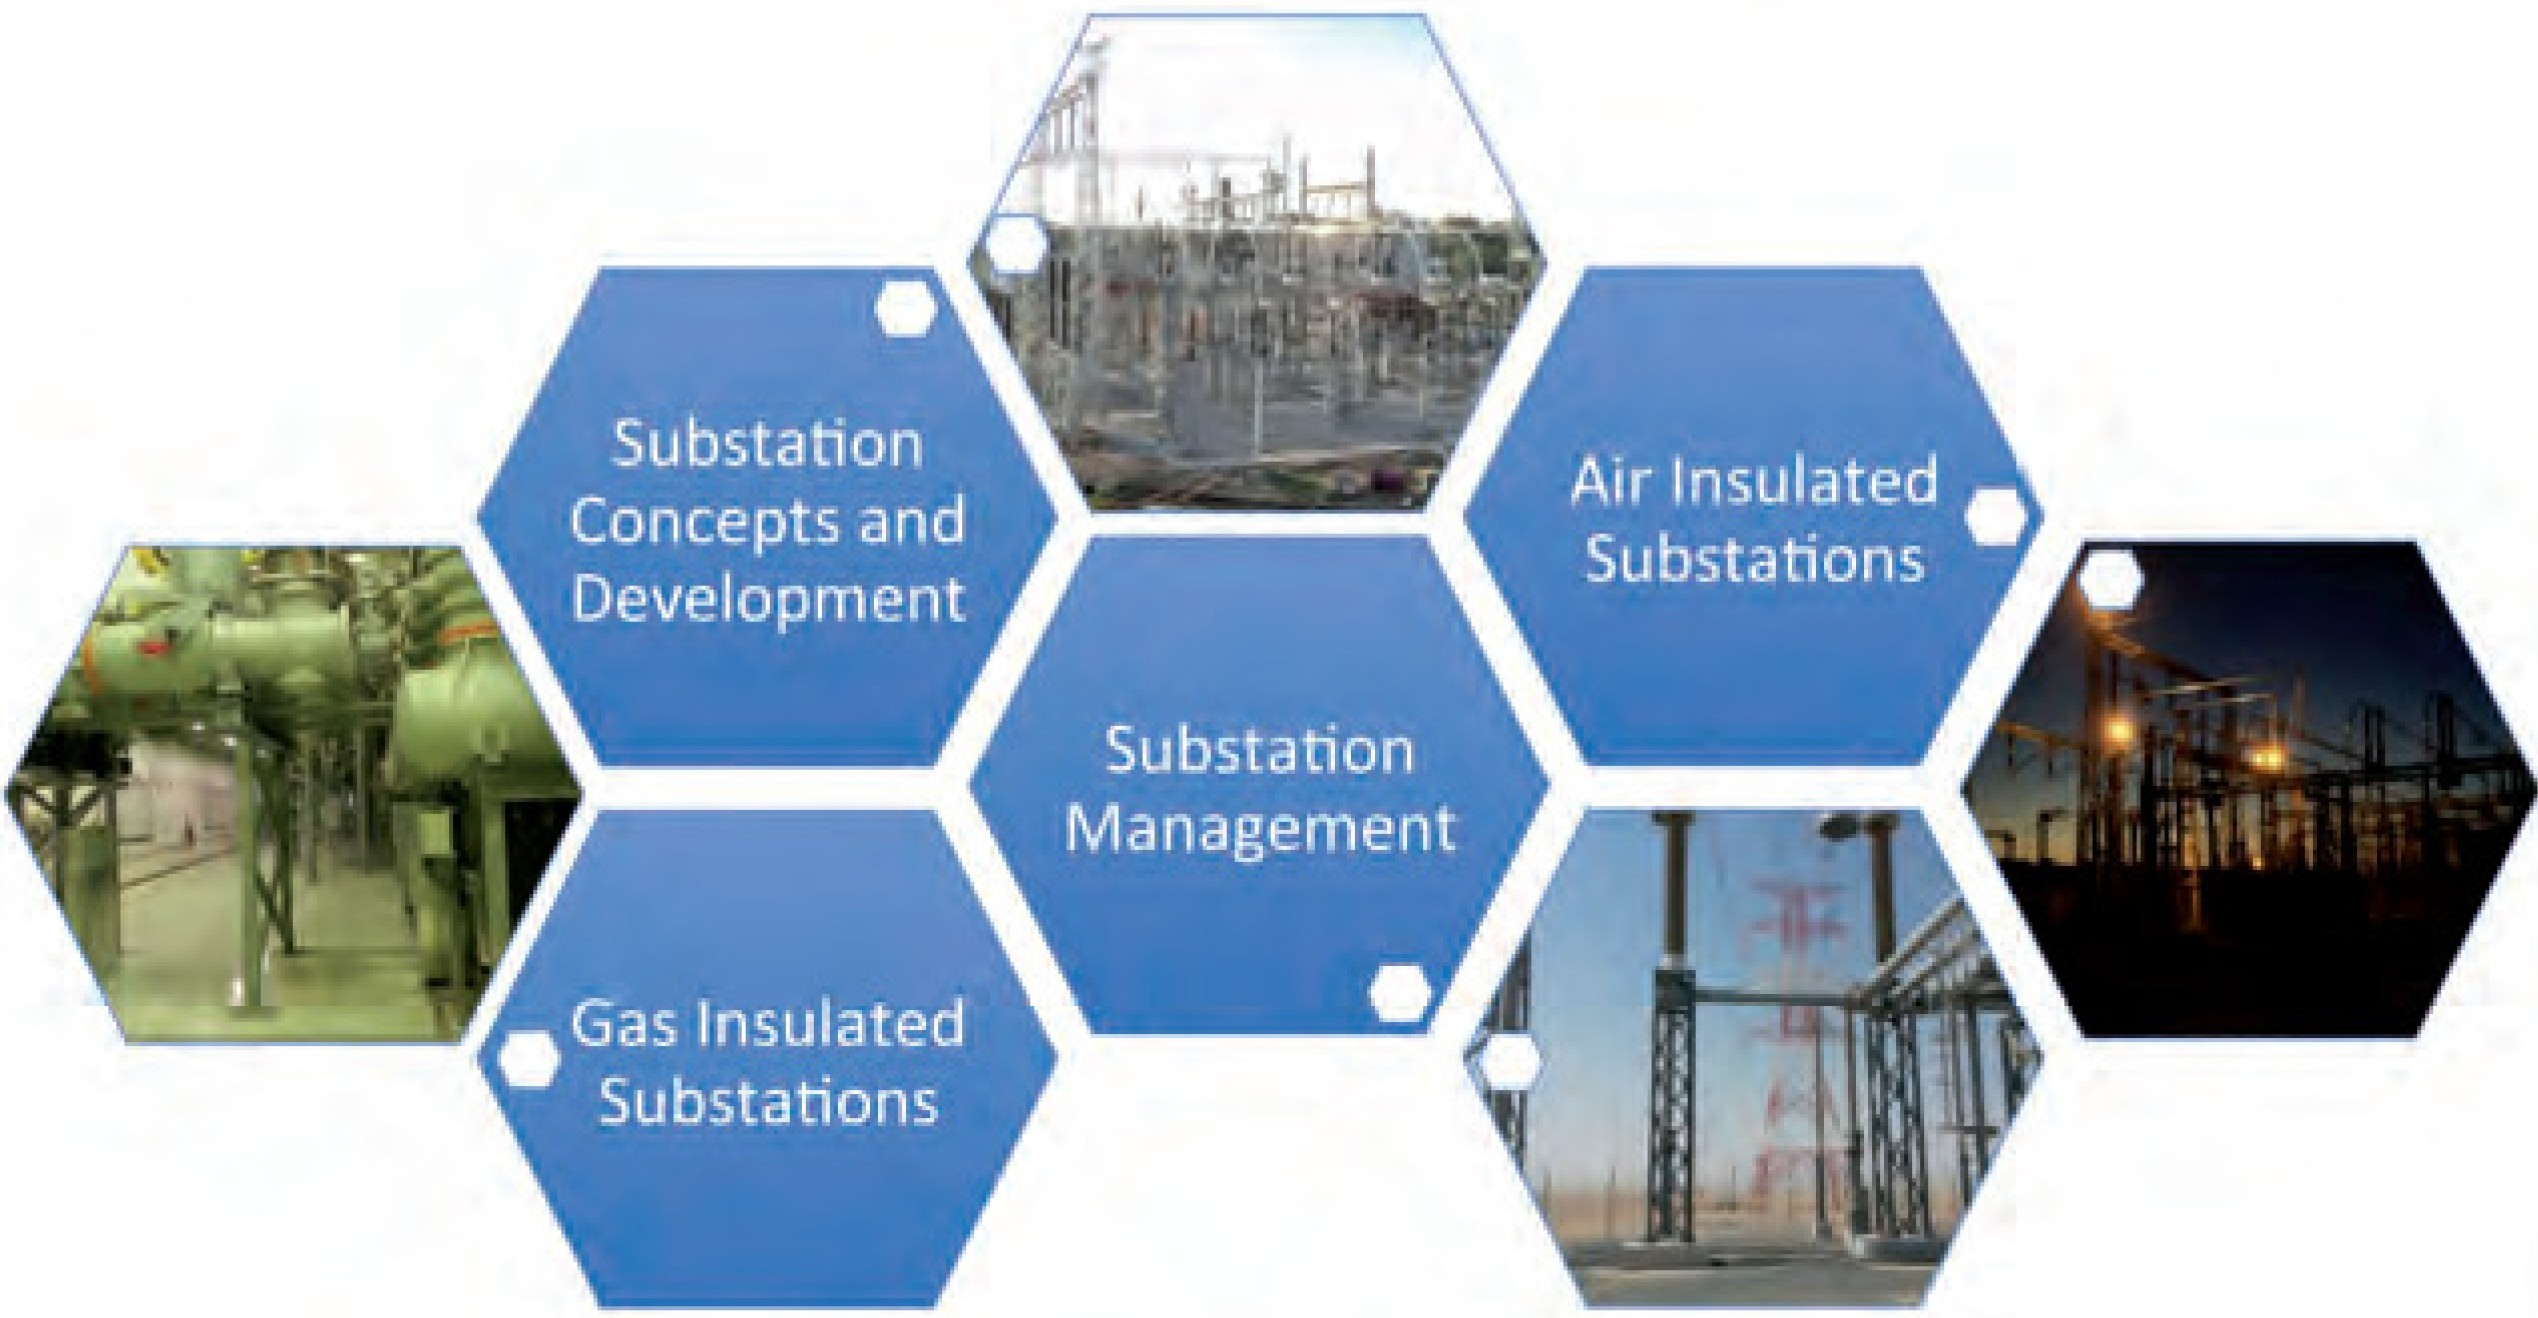 Substation
Concepts and
Development
Air Insulated
Substations
Substation
Management
Gas Insulated
Substations